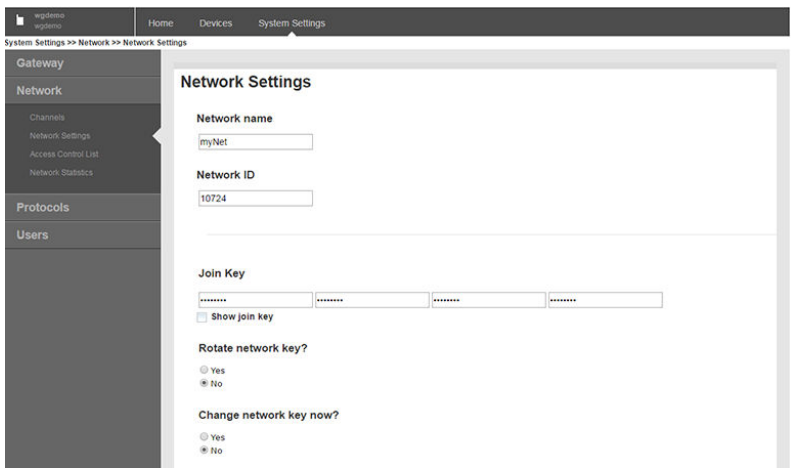 wgdemo
wgdemo
Home Devices System Settings
System Settings >> Network >> Network Settings
Gateway
Network
Channels
Network Settings
Access Control List
Network Statistics
Protocols
Users
Network Settings
Network name
myNet
Network ID
10724
Join Key
•••••••• •••••••• •••••••• ••••••••
Show join key
Rotate network key?
Yes
No
Change network key now?
Yes
No